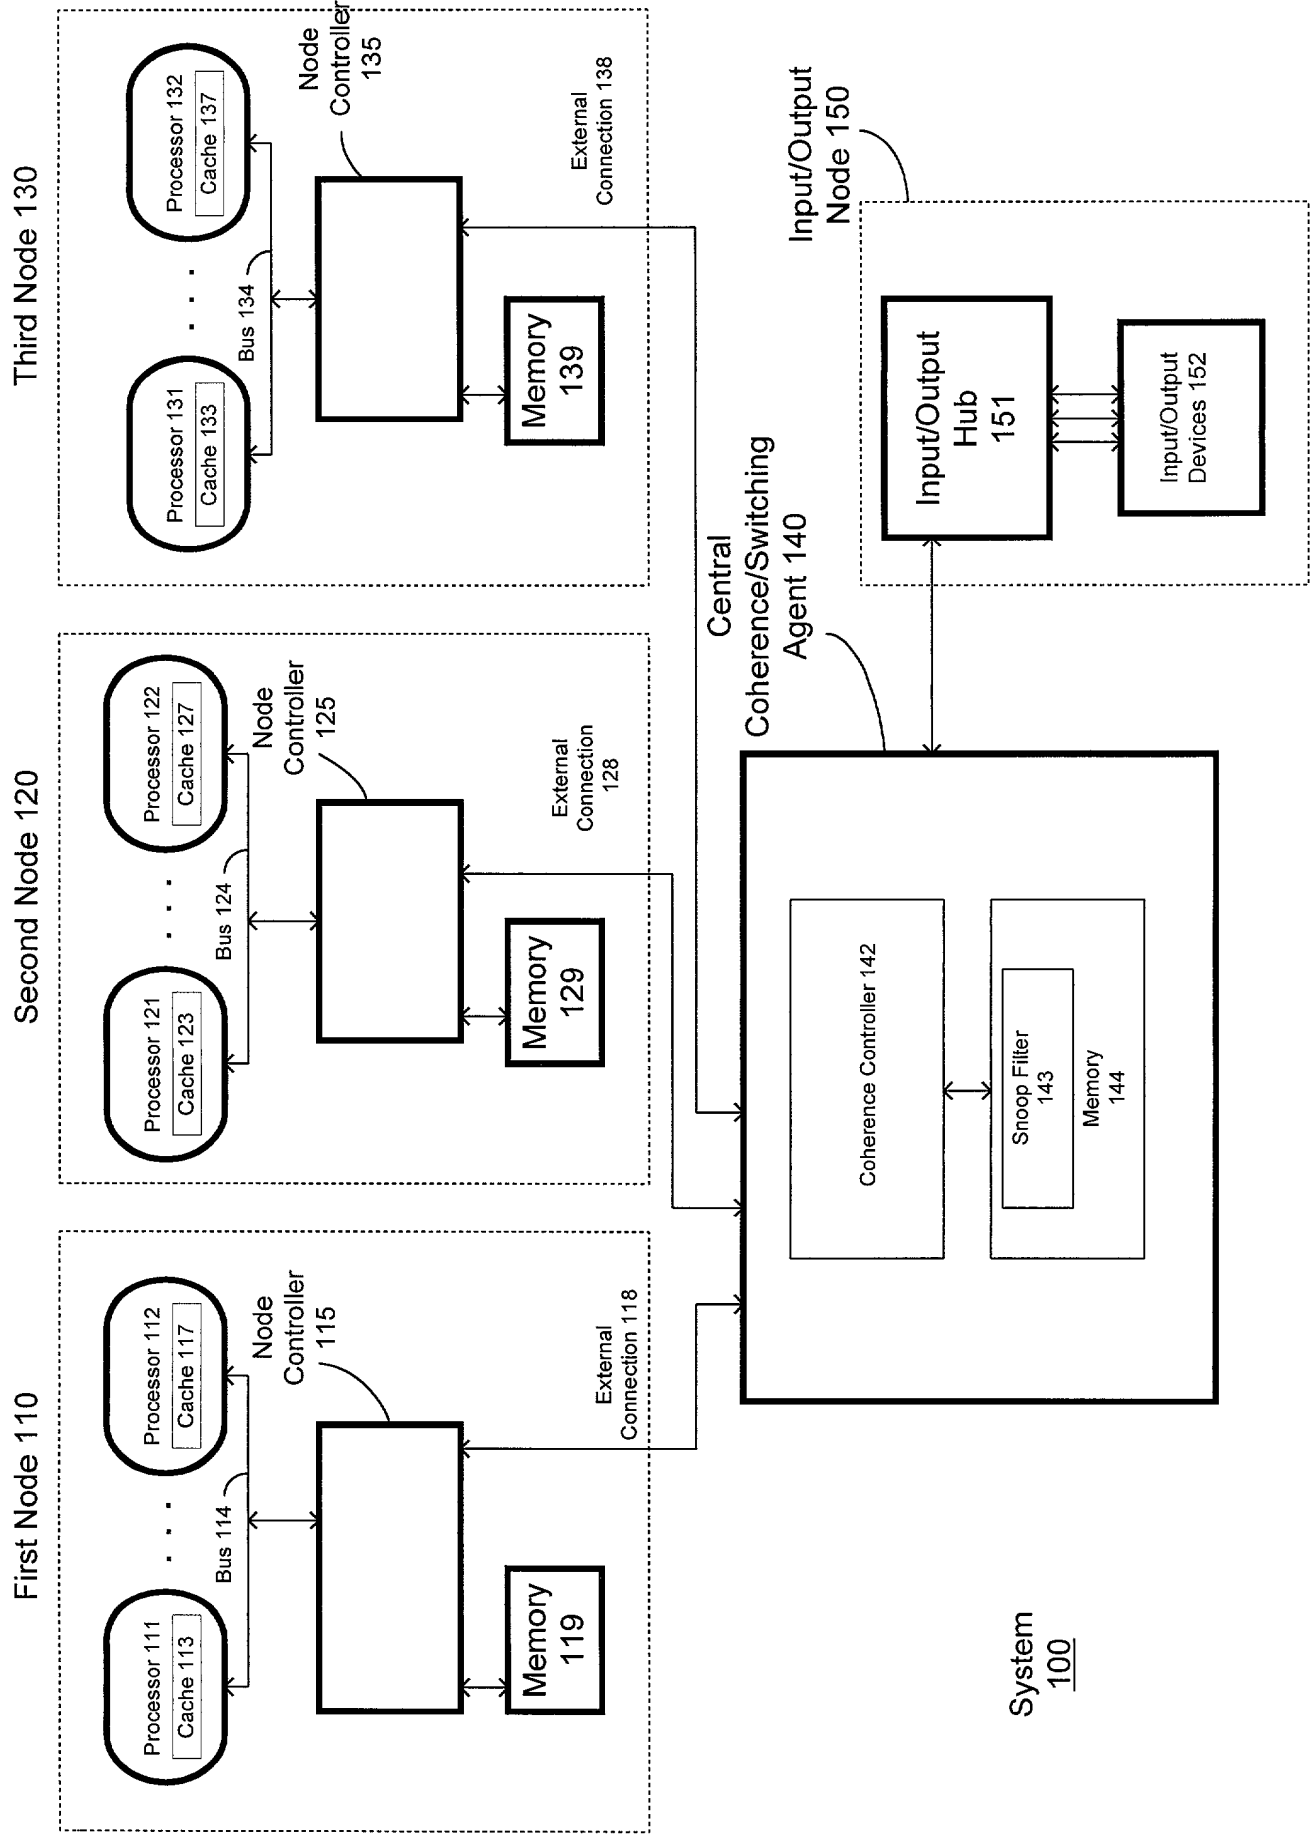 First Node 110
Processor 111
Cache 113
. . .
Processor 112
Cache 117
Bus 114
Node
Controller
115
Memory
119
External
Connection 118
Second Node 120
Processor 121
Cache 123
. . .
Processor 122
Cache 127
Bus 124
Node
Controller
125
Memory
129
External
Connection
128
Third Node 130
Processor 131
Cache 133
. . .
Processor 132
Cache 137
Bus 134
Node
Controller
135
Memory
139
External
Connection 138
Central
Coherence/Switching
Agent 140
Coherence Controller 142
Snoop Filter
143
Memory
144
Input/Output
Node 150
Input/Output
Hub
151
Input/Output
Devices 152
System
100